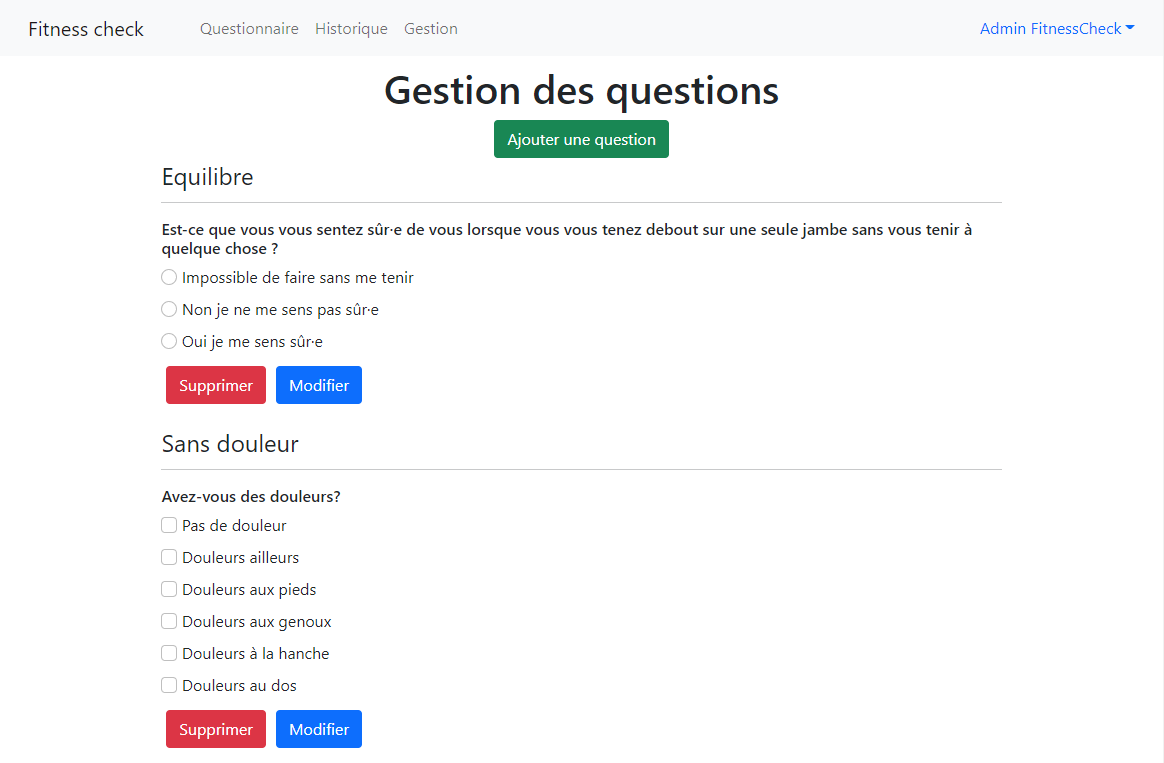 Fitness check
Questionnaire
Historique
Gestion
Admin FitnessCheck
Gestion des questions
Ajouter une question
Equilibre
Est-ce que vous vous sentez sûr·e de vous lorsque vous vous tenez debout sur une seule jambe sans vous tenir à
quelque chose ?
Impossible de faire sans me tenir
Non je ne me sens pas sûr·e
Oui je me sens sûr·e
Supprimer
Modifier
Sans douleur
Avez-vous des douleurs?
Pas de douleur
Douleurs ailleurs
Douleurs aux pieds
Douleurs aux genoux
Douleurs à la hanche
Douleurs au dos
Supprimer
Modifier